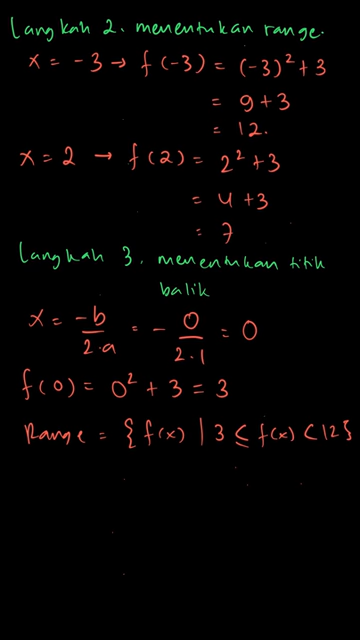 Langkah 2. menentukan range.
x = -3 → f(-3) = (-3)² + 3
= 9 + 3
= 12.
x = 2 → f(2) = 2² + 3
= 4 + 3
= 7
Langkah 3. menentukan titik
balik
x = -b/2.a = - 0/2.1 = 0
f(0) = 0² + 3 = 3
Range = { f(x) | 3 ≤ f(x) < 12 }